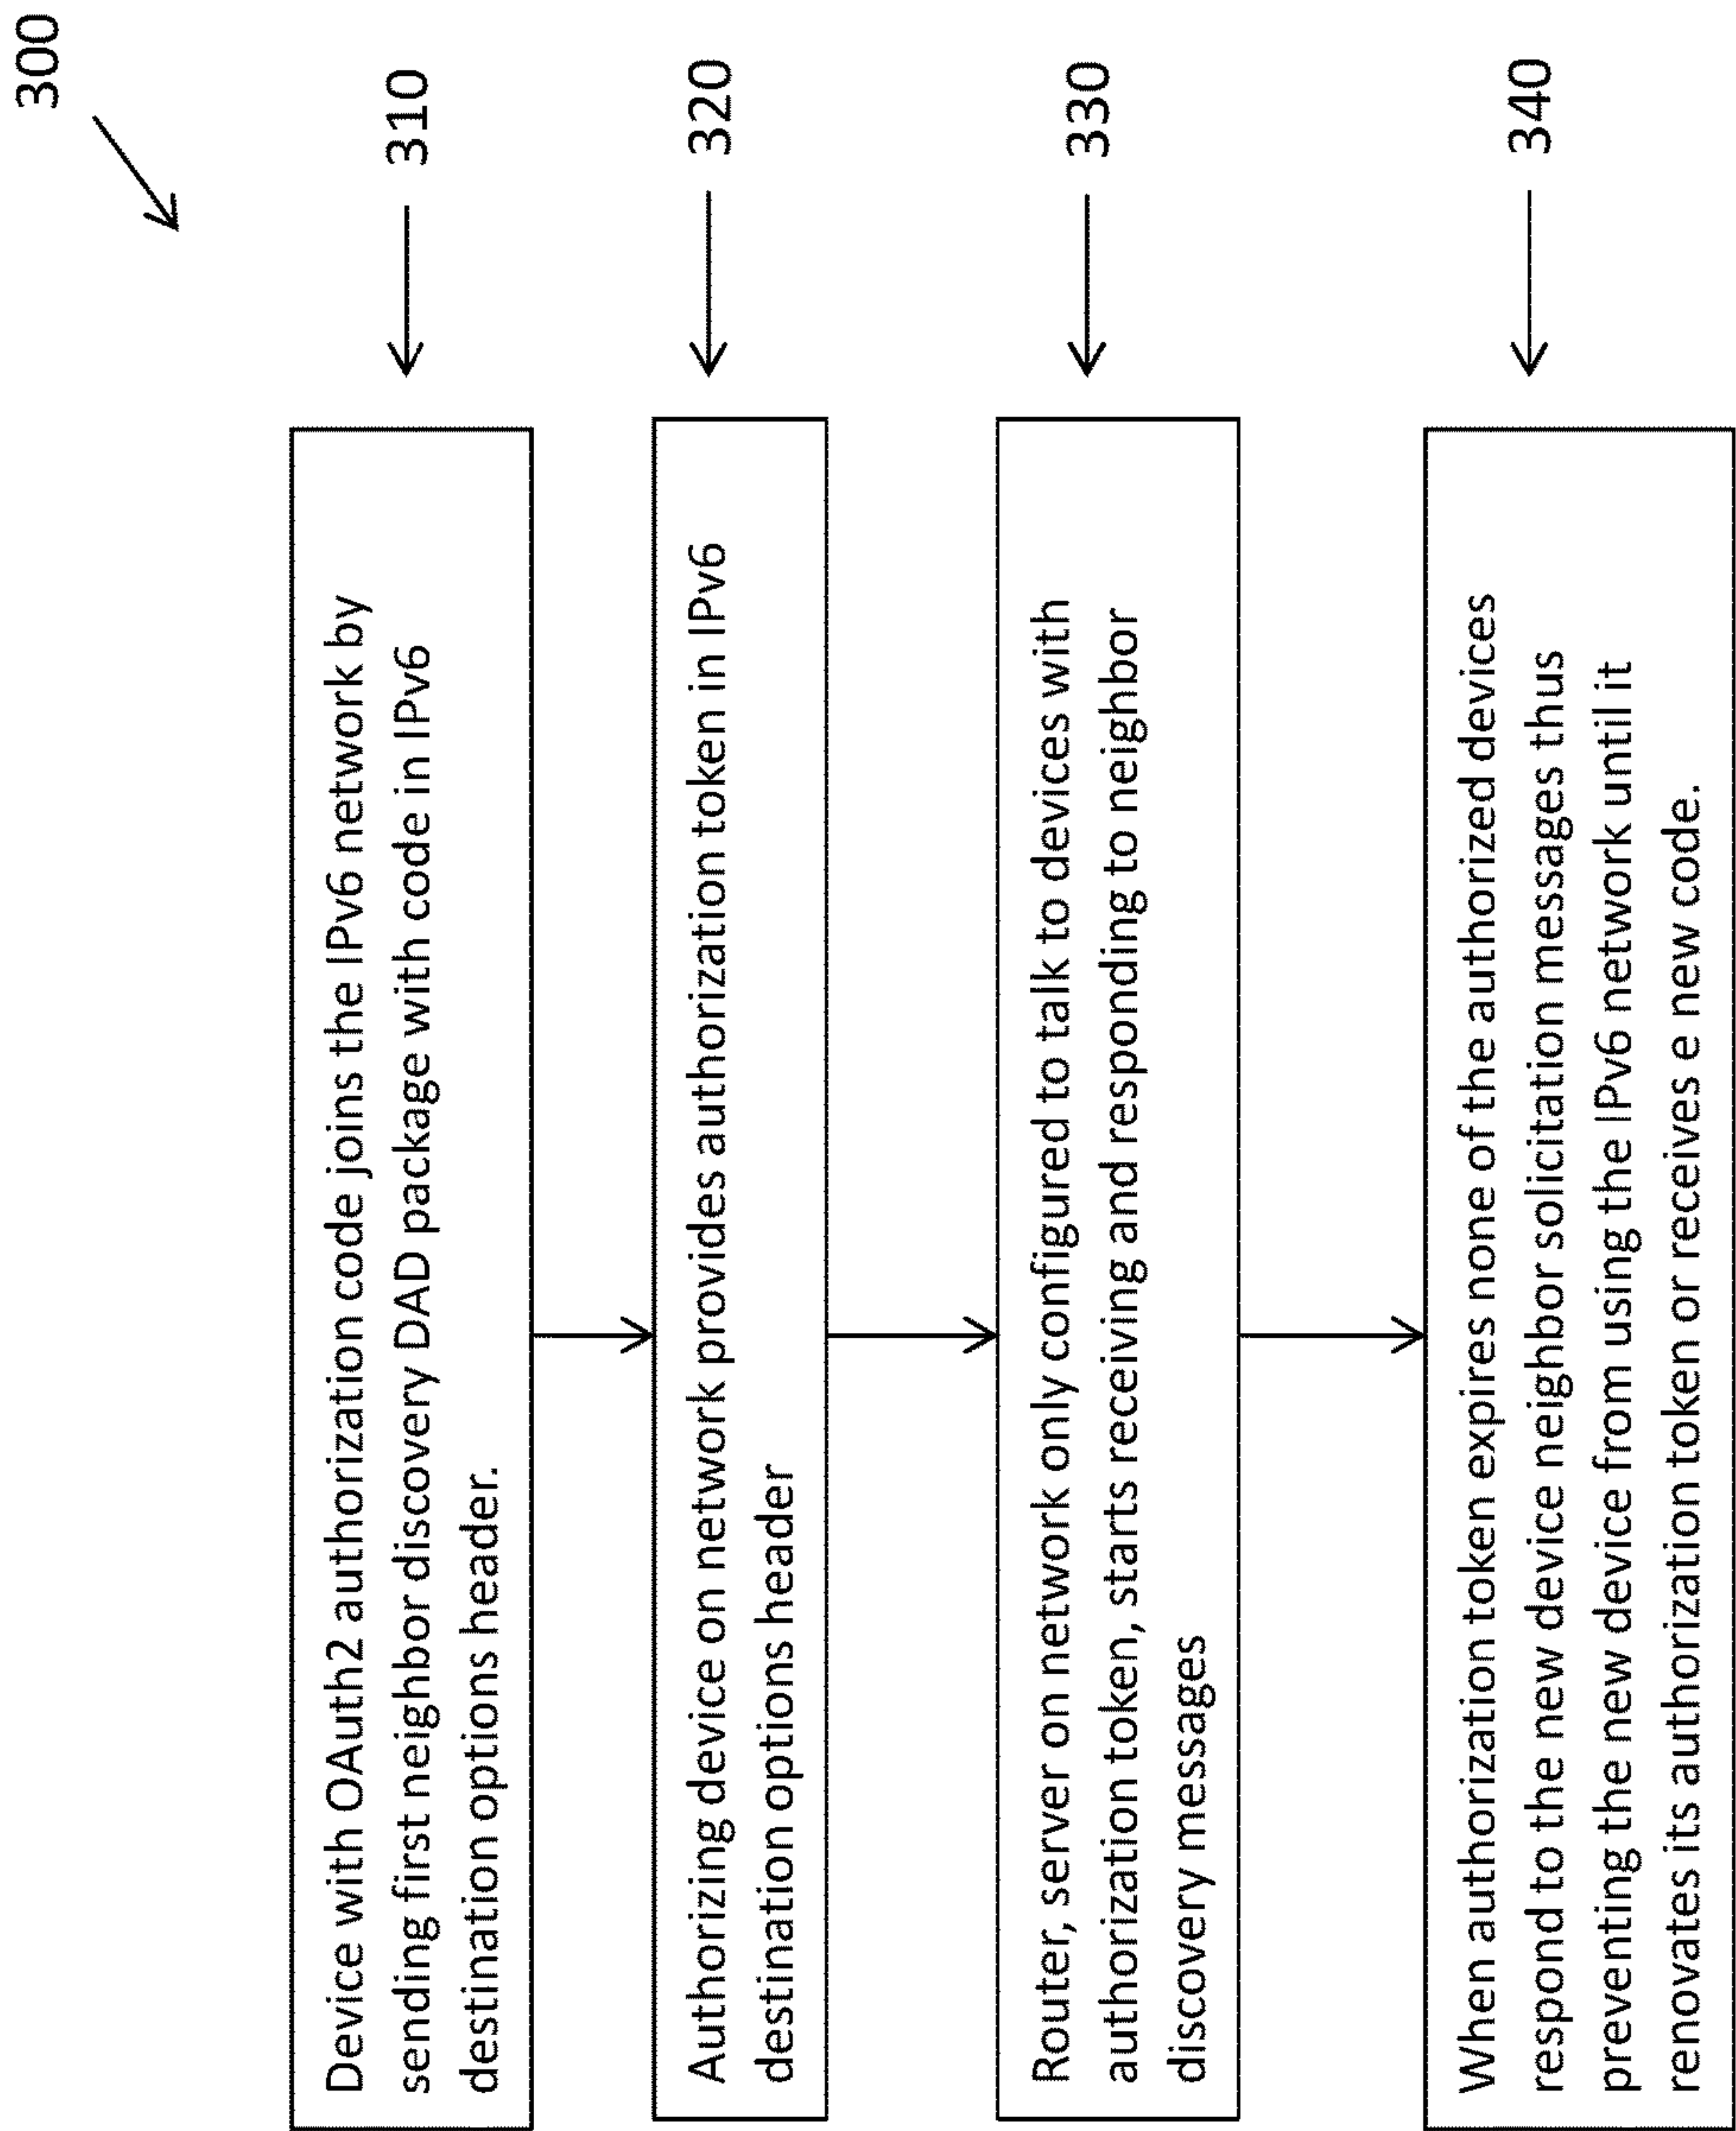 300
Device with OAuth2 authorization code joins the IPv6 network by
sending first neighbor discovery DAD package with code in IPv6
destination options header.
310
Authorizing device on network provides authorization token in IPv6
destination options header
320
Router, server on network only configured to talk to devices with
authorization token, starts receiving and responding to neighbor
discovery messages
330
When authorization token expires none of the authorized devices
respond to the new device neighbor solicitation messages thus
preventing the new device from using the IPv6 network until it
renovates its authorization token or receives e new code.
340